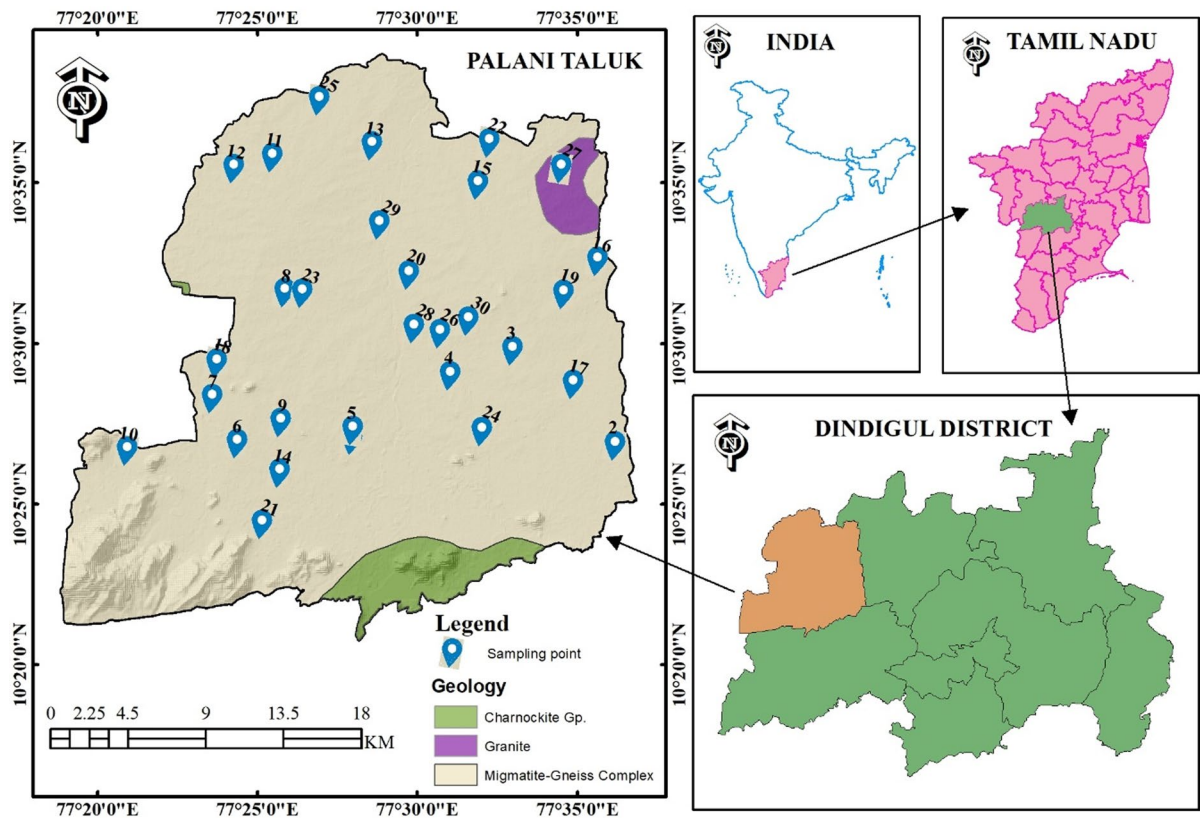 77°20'0"E 77°25'0"E 77°30'0"E 77°35'0"E
PALANI TALUK
N
25
13
22
11
12
27
15
29
16
20
8 23
19
28 26 30
3
18
4
17
7
9
5
24
2
6
10
14
21
10°35'0"N
10°30'0"N
10°25'0"N
10°20'0"N
10°35'0"N
10°30'0"N
10°25'0"N
10°20'0"N
Legend
Sampling point
Geology
Charnockite Gp.
Granite
Migmatite-Gneiss Complex
0 2.25 4.5 9 13.5 18
KM
77°20'0"E 77°25'0"E 77°30'0"E 77°35'0"E
N
INDIA
N
TAMIL NADU
N
DINDIGUL DISTRICT